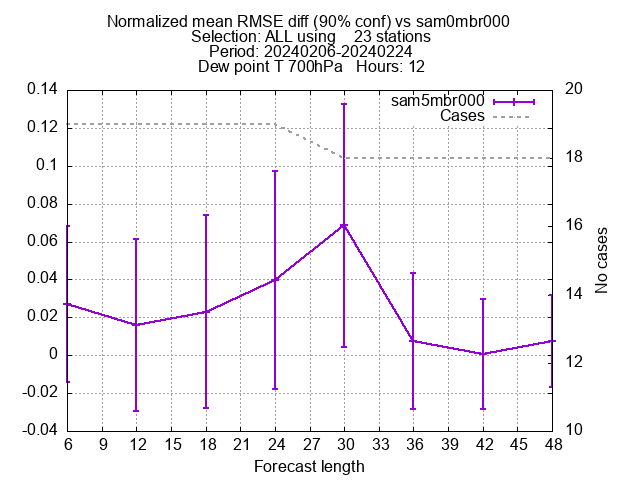 Normalized mean RMSE diff (90% conf) vs sam0mbr000
Selection: ALL using    23 stations
Period: 20240206-20240224
Dew point T 700hPa   Hours: 12
sam5mbr000
Cases
0.14
0.12
0.1
0.08
0.06
0.04
0.02
0
-0.02
-0.04
20
18
16
14
12
10
No cases
6 9 12 15 18 21 24 27 30 33 36 39 42 45 48
Forecast length